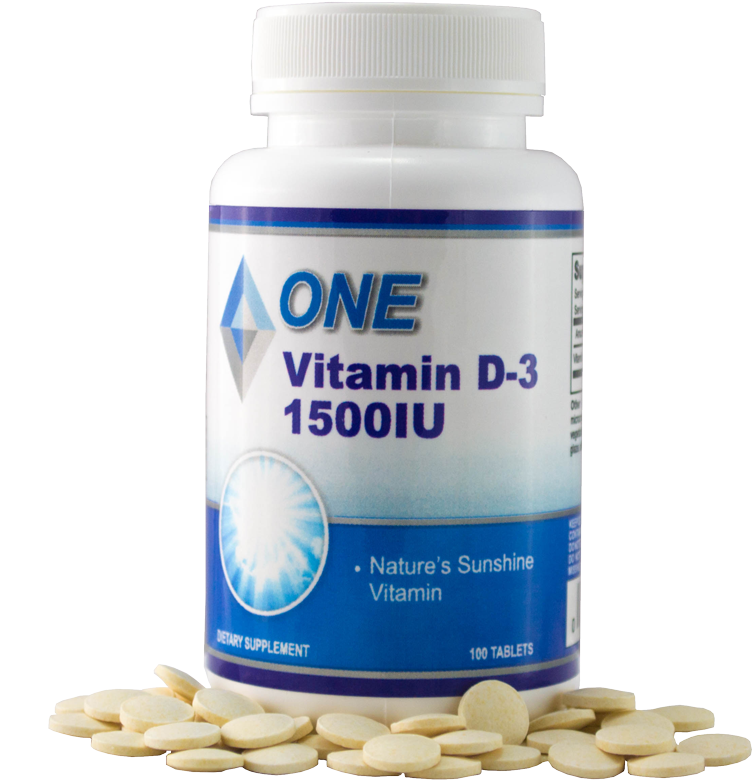 ONE
Vitamin D-3
1500IU
• Nature's Sunshine
Vitamin
DIETARY SUPPLEMENT
100 TABLETS